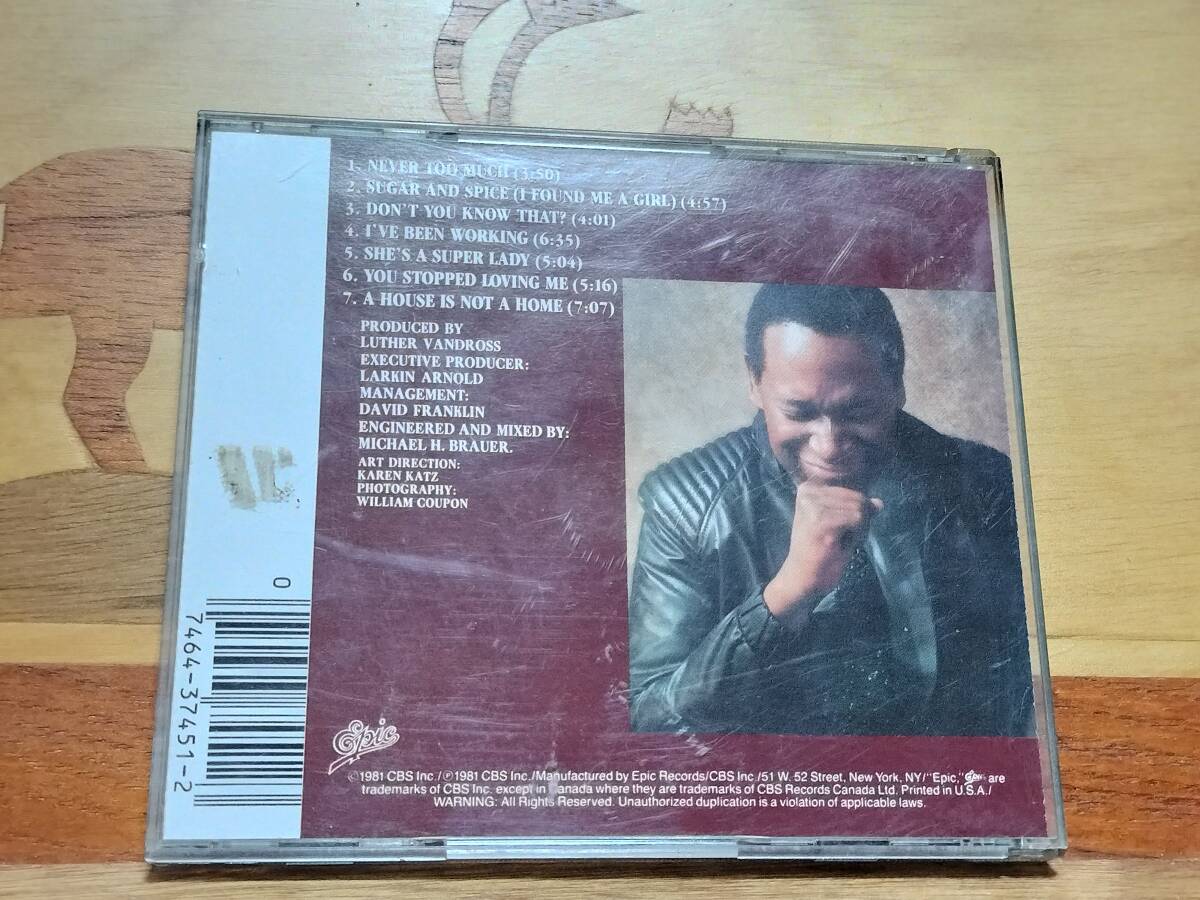 1. NEVER TOO MUCH (3:50)
2. SUGAR AND SPICE (I FOUND ME A GIRL) (4:57)
3. DON'T YOU KNOW THAT? (4:01)
4. I'VE BEEN WORKING (6:35)
5. SHE'S A SUPER LADY (5:04)
6. YOU STOPPED LOVING ME (5:16)
7. A HOUSE IS NOT A HOME (7:07)
PRODUCED BY
LUTHER VANDROSS
EXECUTIVE PRODUCER:
LARKIN ARNOLD
MANAGEMENT:
DAVID FRANKLIN
ENGINEERED AND MIXED BY:
MICHAEL H. BRAUER.
ART DIRECTION:
KAREN KATZ
PHOTOGRAPHY:
WILLIAM COUPON
0
7464-37451-2
Epic
©1981 CBS Inc./℗1981 CBS Inc./Manufactured by Epic Records/CBS Inc./51 W. 52 Street, New York, NY/"Epic," Epic are
trademarks of CBS Inc. except in Canada where they are trademarks of CBS Records Canada Ltd. Printed in U.S.A./
WARNING: All Rights Reserved. Unauthorized duplication is a violation of applicable laws.